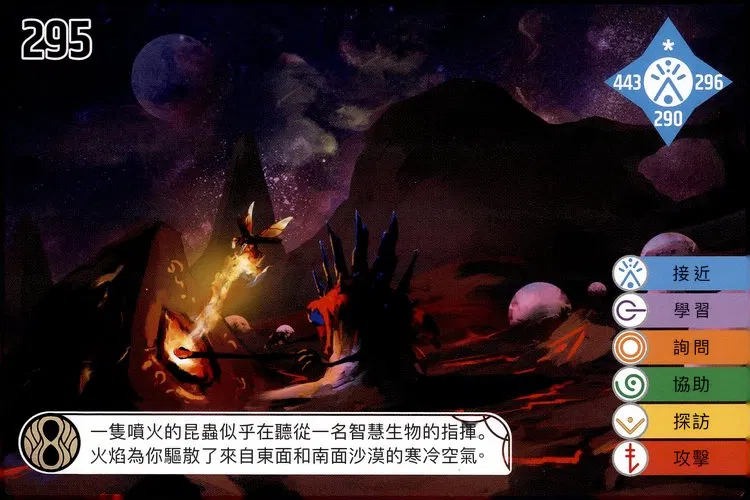 295
*
443
296
290
接近
學習
詢問
協助
探訪
攻擊
一隻噴火的昆蟲似乎在聽從一名智慧生物的指揮。
火焰為你驅散了來自東面和南面沙漠的寒冷空氣。